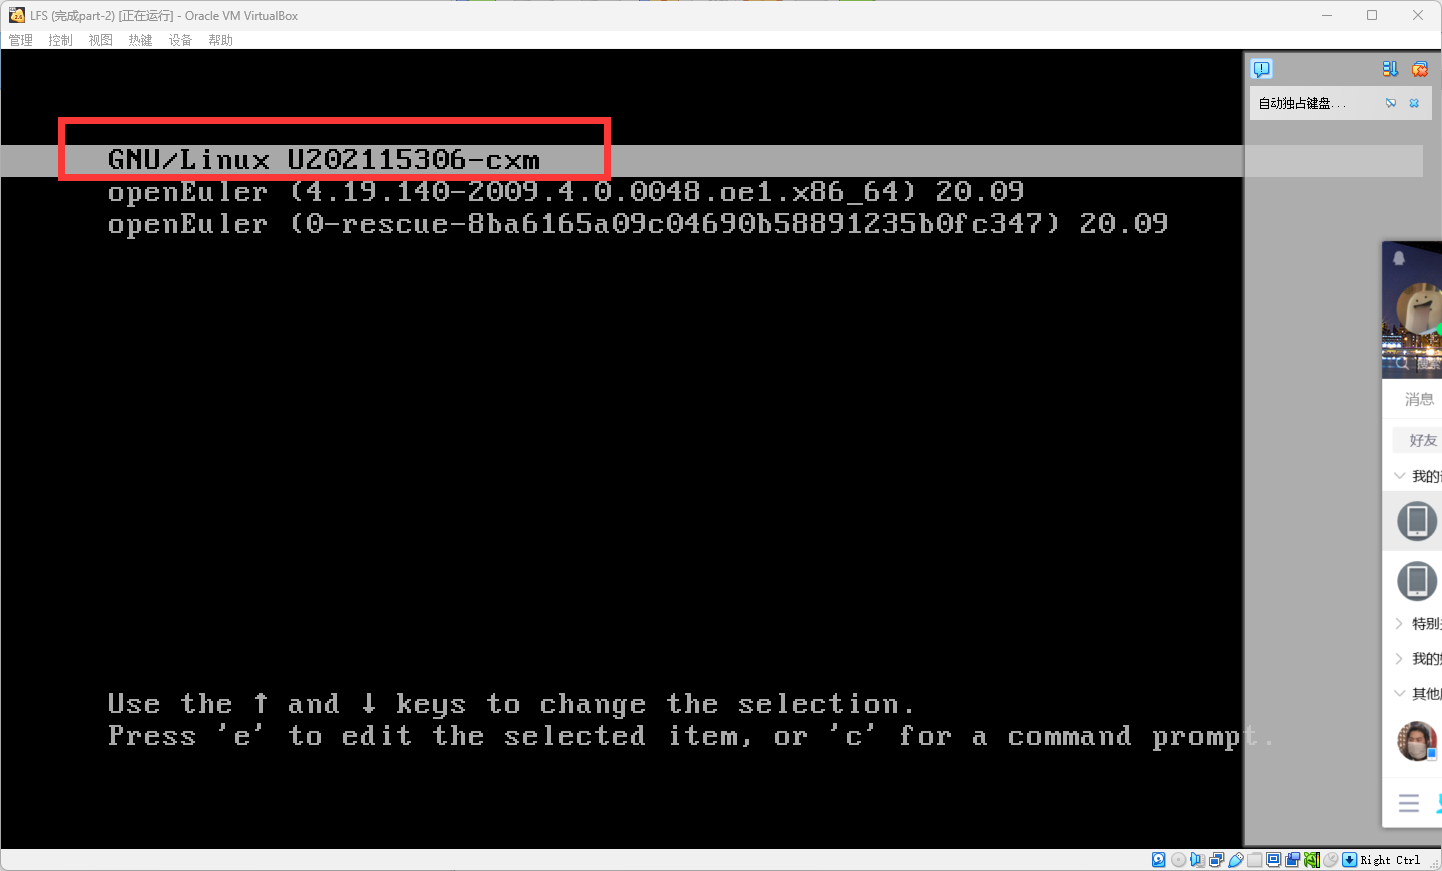 LFS (完成part-2) [正在运行] - Oracle VM VirtualBox
管理 控制 视图 热键 设备 帮助
自动独占键盘...
GNU/Linux U202115306-cxm
openEuler (4.19.140-2009.4.0.0048.oe1.x86_64) 20.09
openEuler (0-rescue-8ba6165a09c04690b58891235b0fc347) 20.09
搜索
消息
好友
我的
特别
我的
其他
Use the ↑ and ↓ keys to change the selection.
Press 'e' to edit the selected item, or 'c' for a command prompt.
Right Ctrl